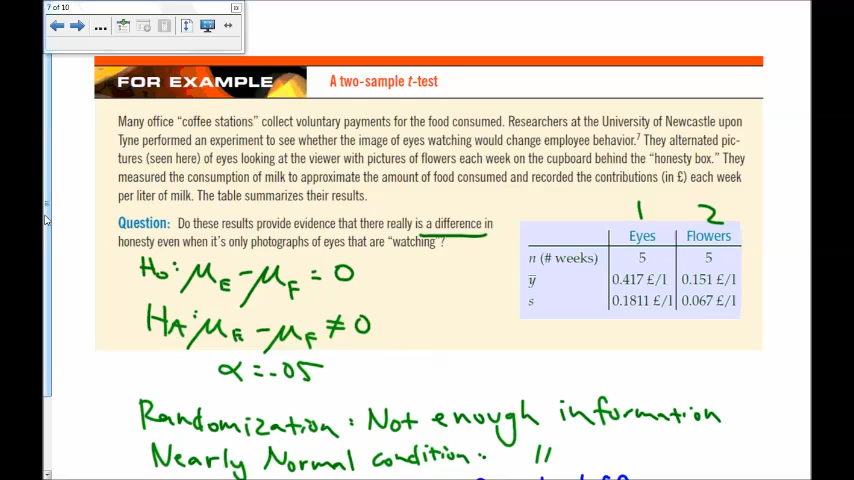 7 of 10
FOR EXAMPLE A two-sample t-test
Many office "coffee stations" collect voluntary payments for the food consumed. Researchers at the University of Newcastle upon
Tyne performed an experiment to see whether the image of eyes watching would change employee behavior.7 They alternated pic-
tures (seen here) of eyes looking at the viewer with pictures of flowers each week on the cupboard behind the "honesty box." They
measured the consumption of milk to approximate the amount of food consumed and recorded the contributions (in £) each week
per liter of milk. The table summarizes their results.
Question: Do these results provide evidence that there really is a difference in
honesty even when it's only photographs of eyes that are "watching"?
1 2
Eyes Flowers
n (# weeks) 5 5
ȳ 0.417 £/l 0.151 £/l
s 0.1811 £/l 0.067 £/l
H₀: μE − μF = 0
HA: μE − μF ≠ 0
α = .05
Randomization: Not enough information
Nearly Normal condition: "